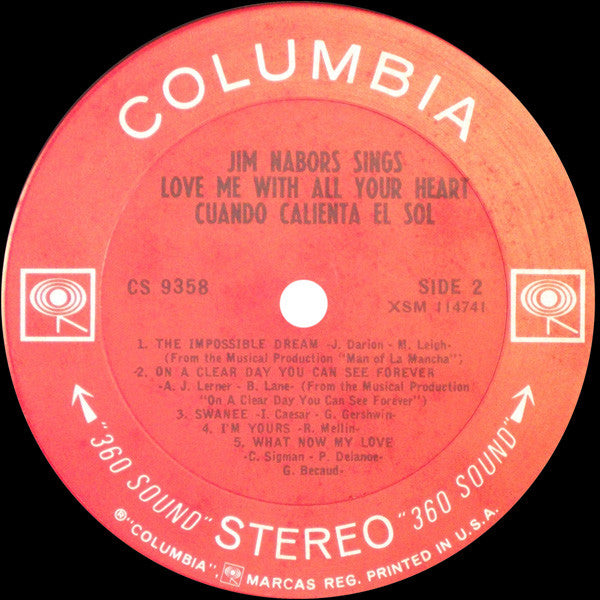 COLUMBIA
JIM NABORS SINGS
LOVE ME WITH ALL YOUR HEART
CUANDO CALIENTA EL SOL
CS 9358
SIDE 2
XSM 114741
1. THE IMPOSSIBLE DREAM -J. Darion - M. Leigh-
(From the Musical Production "Man of La Mancha")
2. ON A CLEAR DAY YOU CAN SEE FOREVER
-A. J. Lerner - B. Lane- (From the Musical Production
"On A Clear Day You Can See Forever")
3. SWANEE -I. Caesar - G. Gershwin-
4. I'M YOURS -R. Mellin-
5. WHAT NOW MY LOVE
-C. Sigman - P. Delanoe-
G. Becaud-
"360 SOUND" STEREO "360 SOUND"
®"COLUMBIA", MARCAS REG. PRINTED IN U.S.A.